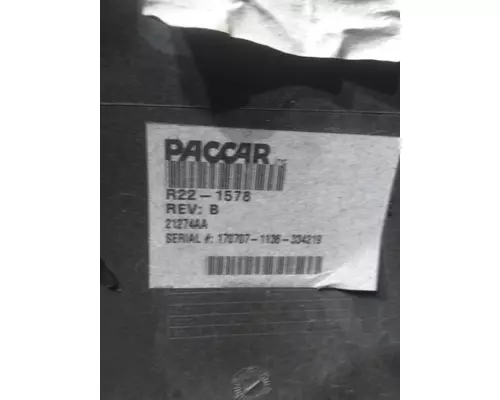 PACCAR
R22-1578
REV: B
21274AA
SERIAL #: 170707-1136-334219